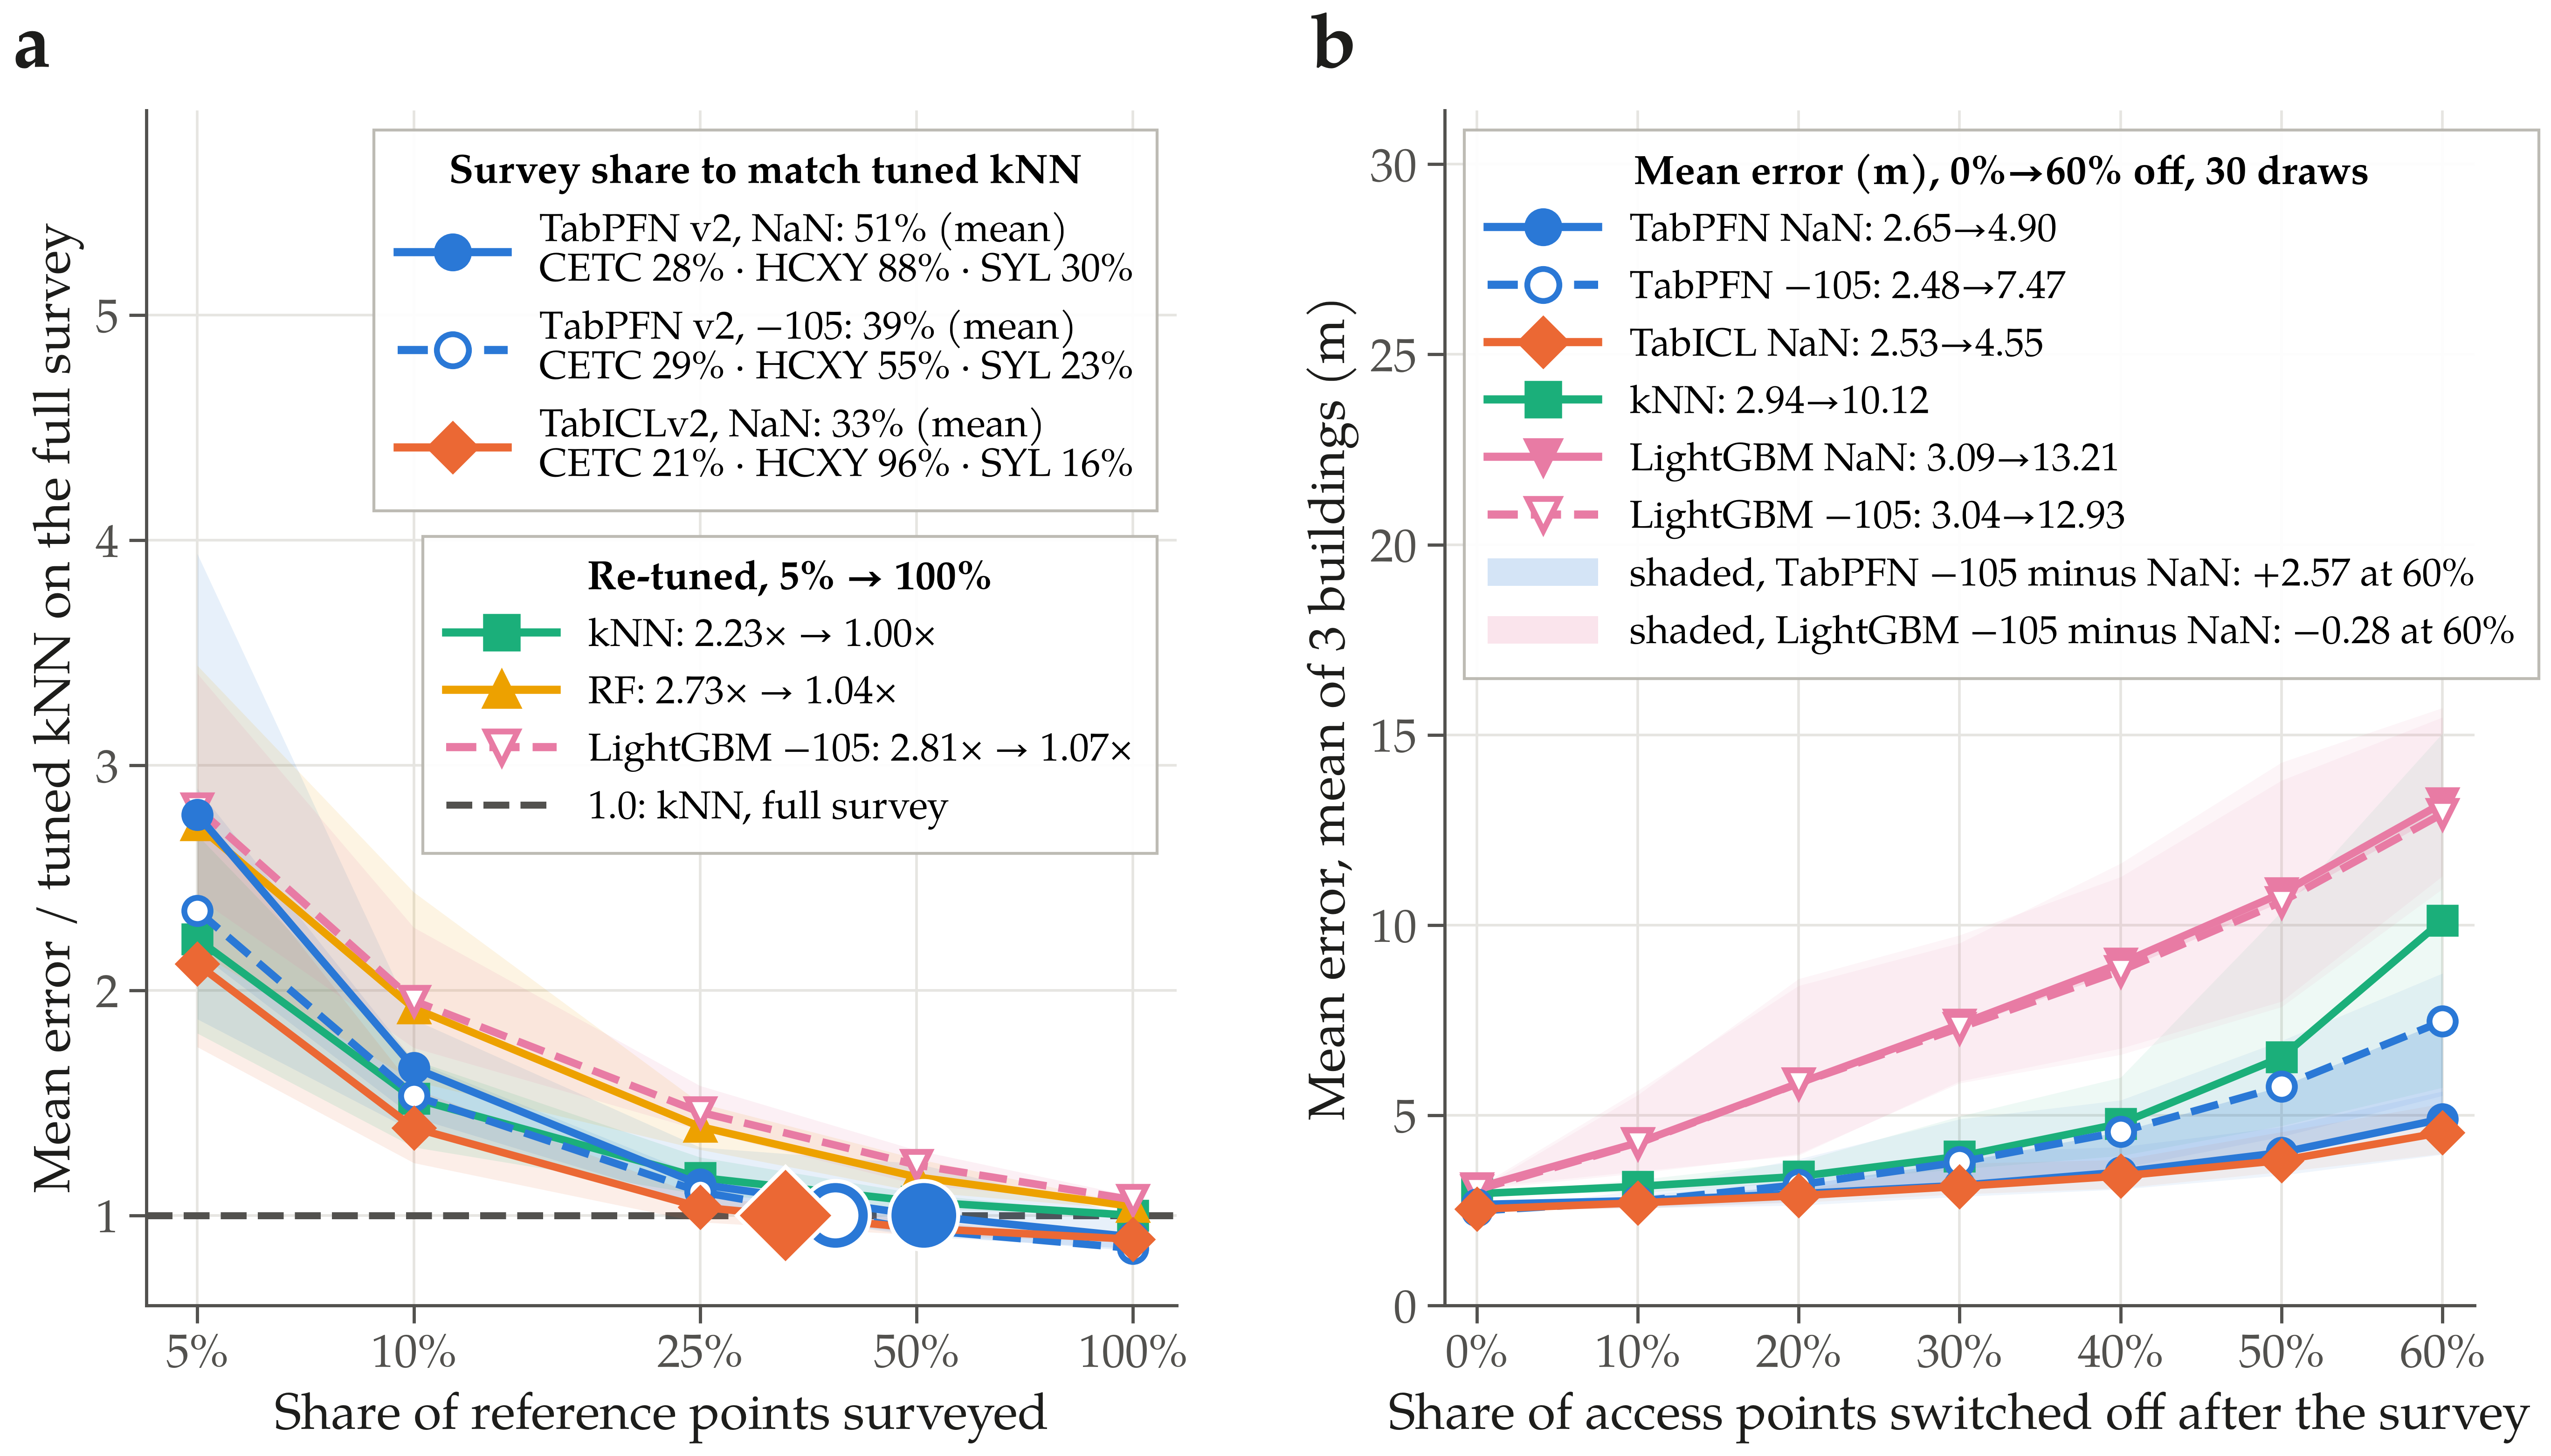 a
Mean error / tuned kNN on the full survey
5
4
3
2
1
Survey share to match tuned kNN
TabPFN v2, NaN: 51% (mean)
CETC 28% · HCXY 88% · SYL 30%
TabPFN v2, −105: 39% (mean)
CETC 29% · HCXY 55% · SYL 23%
TabICLv2, NaN: 33% (mean)
CETC 21% · HCXY 96% · SYL 16%
Re-tuned, 5% → 100%
kNN: 2.23× → 1.00×
RF: 2.73× → 1.04×
LightGBM −105: 2.81× → 1.07×
1.0: kNN, full survey
5% 10% 25% 50% 100%
Share of reference points surveyed
b
Mean error, mean of 3 buildings (m)
30
25
20
15
10
5
0
Mean error (m), 0%→60% off, 30 draws
TabPFN NaN: 2.65→4.90
TabPFN −105: 2.48→7.47
TabICL NaN: 2.53→4.55
kNN: 2.94→10.12
LightGBM NaN: 3.09→13.21
LightGBM −105: 3.04→12.93
shaded, TabPFN −105 minus NaN: +2.57 at 60%
shaded, LightGBM −105 minus NaN: −0.28 at 60%
0% 10% 20% 30% 40% 50% 60%
Share of access points switched off after the survey